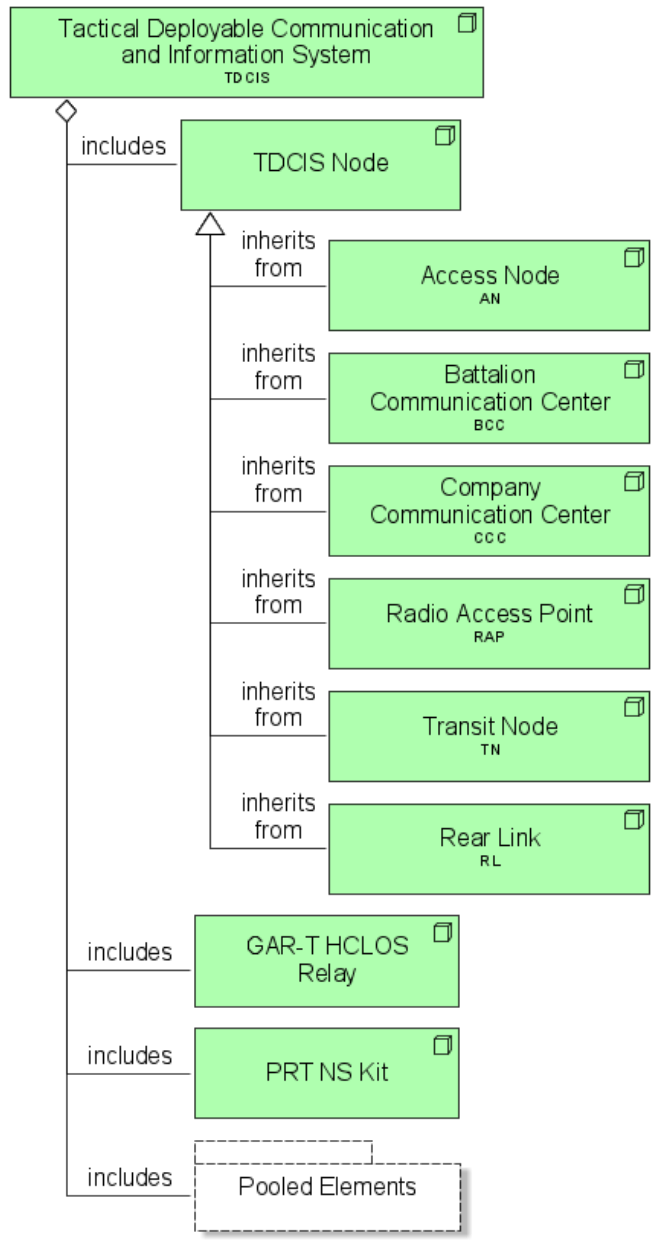 Tactical Deployable Communication
and Information System
TDCIS
includes
TDCIS Node
inherits
from
Access Node
AN
inherits
from
Battalion
Communication Center
BCC
inherits
from
Company
Communication Center
CCC
inherits
from
Radio Access Point
RAP
inherits
from
Transit Node
TN
inherits
from
Rear Link
RL
includes
GAR-T HCLOS
Relay
includes
PRT NS Kit
includes
Pooled Elements